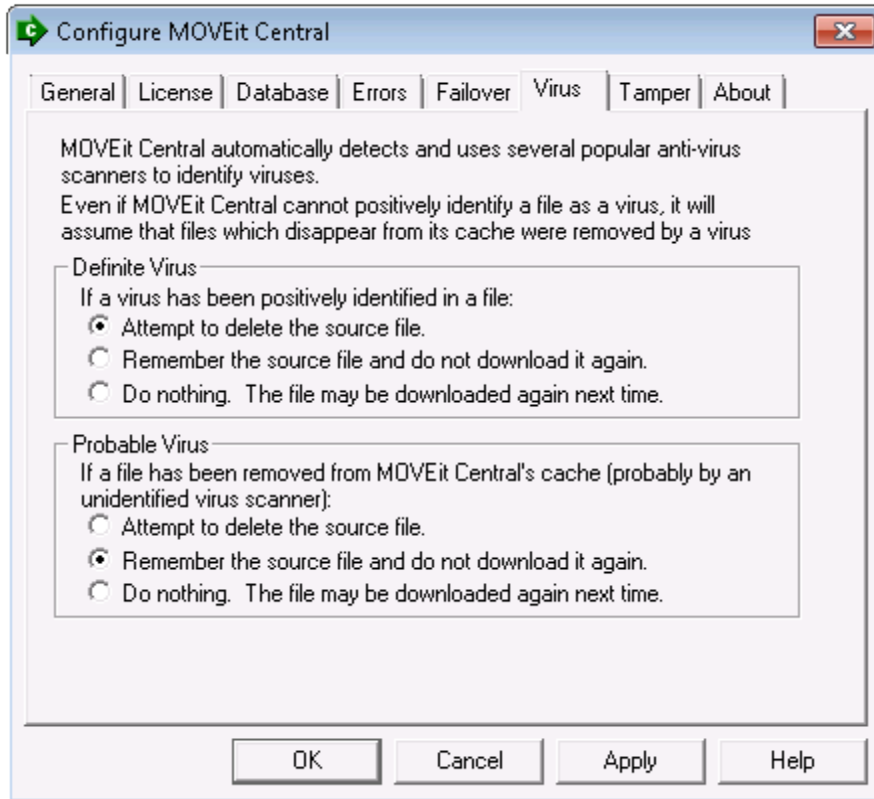 Configure MOVEit Central
General License Database Errors Failover Virus Tamper About
MOVEit Central automatically detects and uses several popular anti-virus
scanners to identify viruses.
Even if MOVEit Central cannot positively identify a file as a virus, it will
assume that files which disappear from its cache were removed by a virus
Definite Virus
If a virus has been positively identified in a file:
Attempt to delete the source file.
Remember the source file and do not download it again.
Do nothing. The file may be downloaded again next time.
Probable Virus
If a file has been removed from MOVEit Central's cache (probably by an
unidentified virus scanner):
Attempt to delete the source file.
Remember the source file and do not download it again.
Do nothing. The file may be downloaded again next time.
OK Cancel Apply Help